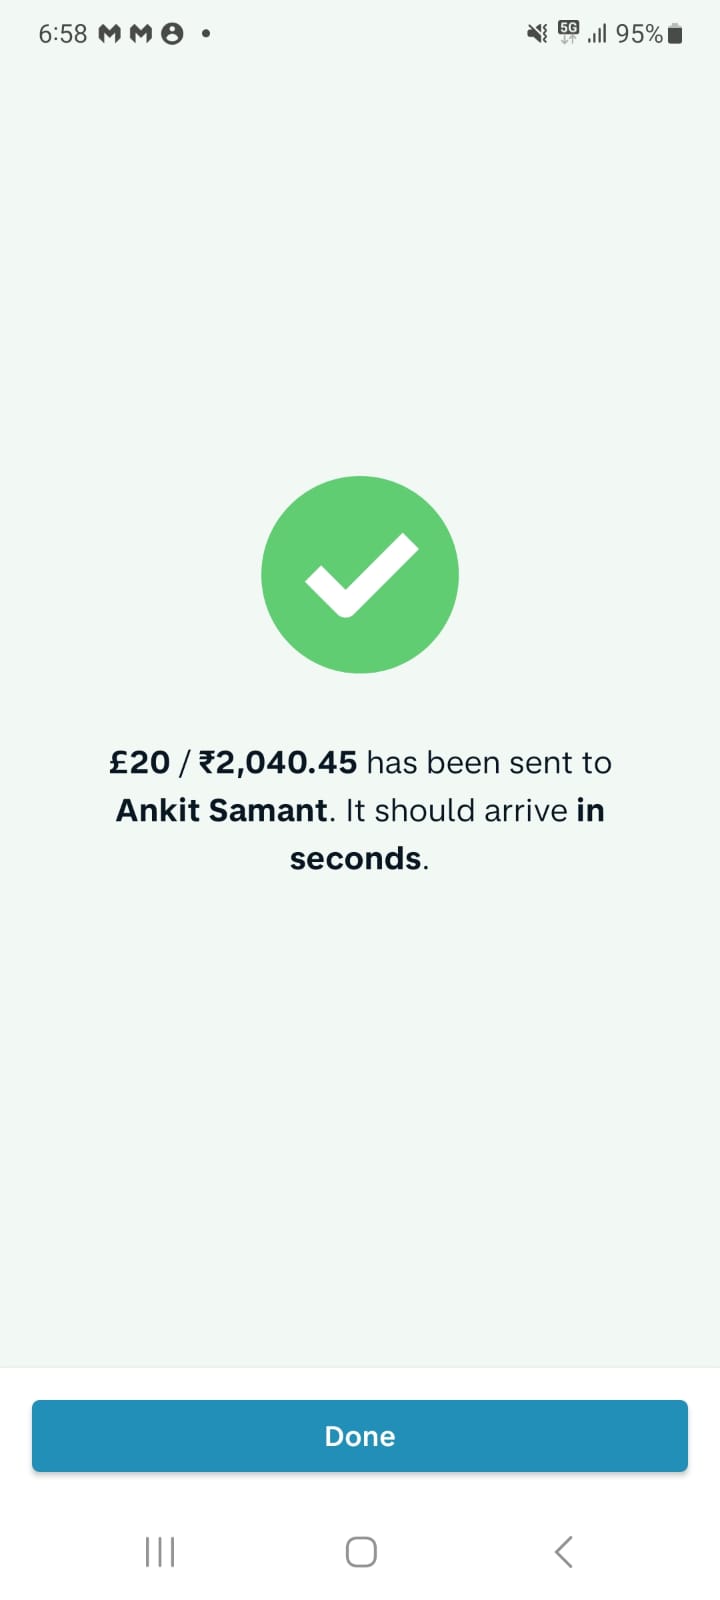 6:58
5G
95%
£20 / ₹2,040.45 has been sent to
Ankit Samant. It should arrive in
seconds.
Done